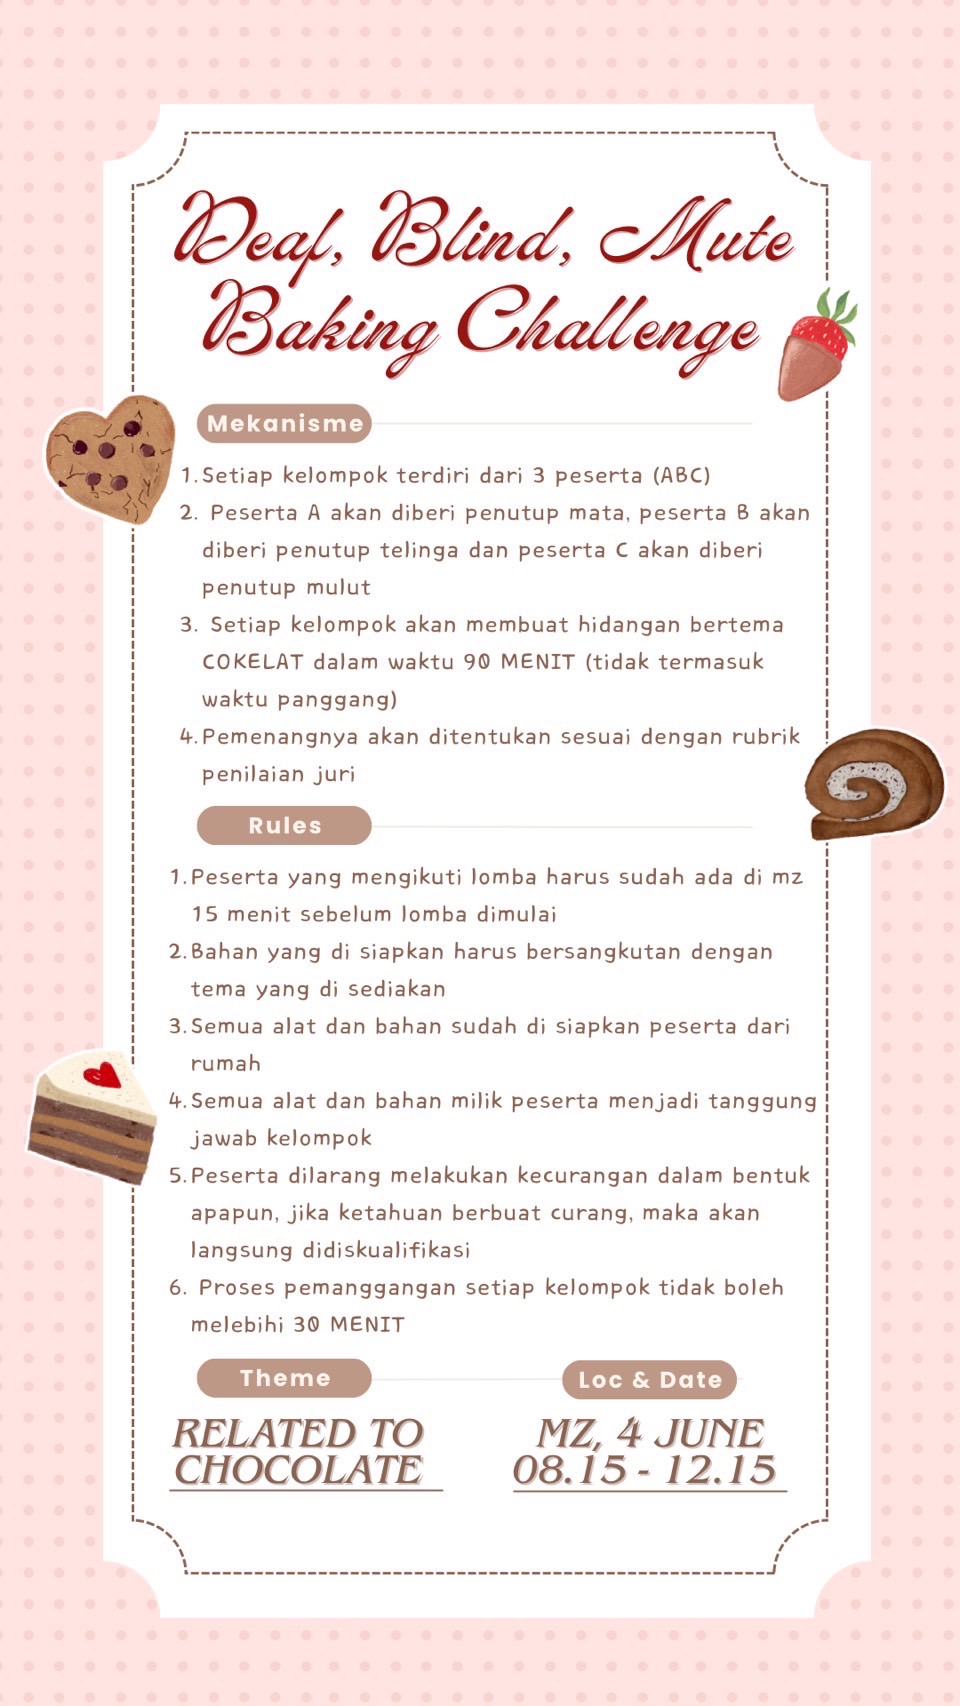 Deaf, Blind, Mute
Baking Challenge
Mekanisme
1. Setiap kelompok terdiri dari 3 peserta (ABC)
2. Peserta A akan diberi penutup mata, peserta B akan
diberi penutup telinga dan peserta C akan diberi
penutup mulut
3. Setiap kelompok akan membuat hidangan bertema
COKELAT dalam waktu 90 MENIT (tidak termasuk
waktu panggang)
4. Pemenangnya akan ditentukan sesuai dengan rubrik
penilaian juri
Rules
1. Peserta yang mengikuti lomba harus sudah ada di mz
15 menit sebelum lomba dimulai
2. Bahan yang di siapkan harus bersangkutan dengan
tema yang di sediakan
3. Semua alat dan bahan sudah di siapkan peserta dari
rumah
4. Semua alat dan bahan milik peserta menjadi tanggung
jawab kelompok
5. Peserta dilarang melakukan kecurangan dalam bentuk
apapun, jika ketahuan berbuat curang, maka akan
langsung didiskualifikasi
6. Proses pemanggangan setiap kelompok tidak boleh
melebihi 30 MENIT
Theme
RELATED TO
CHOCOLATE
Loc & Date
MZ, 4 JUNE
08.15 - 12.15